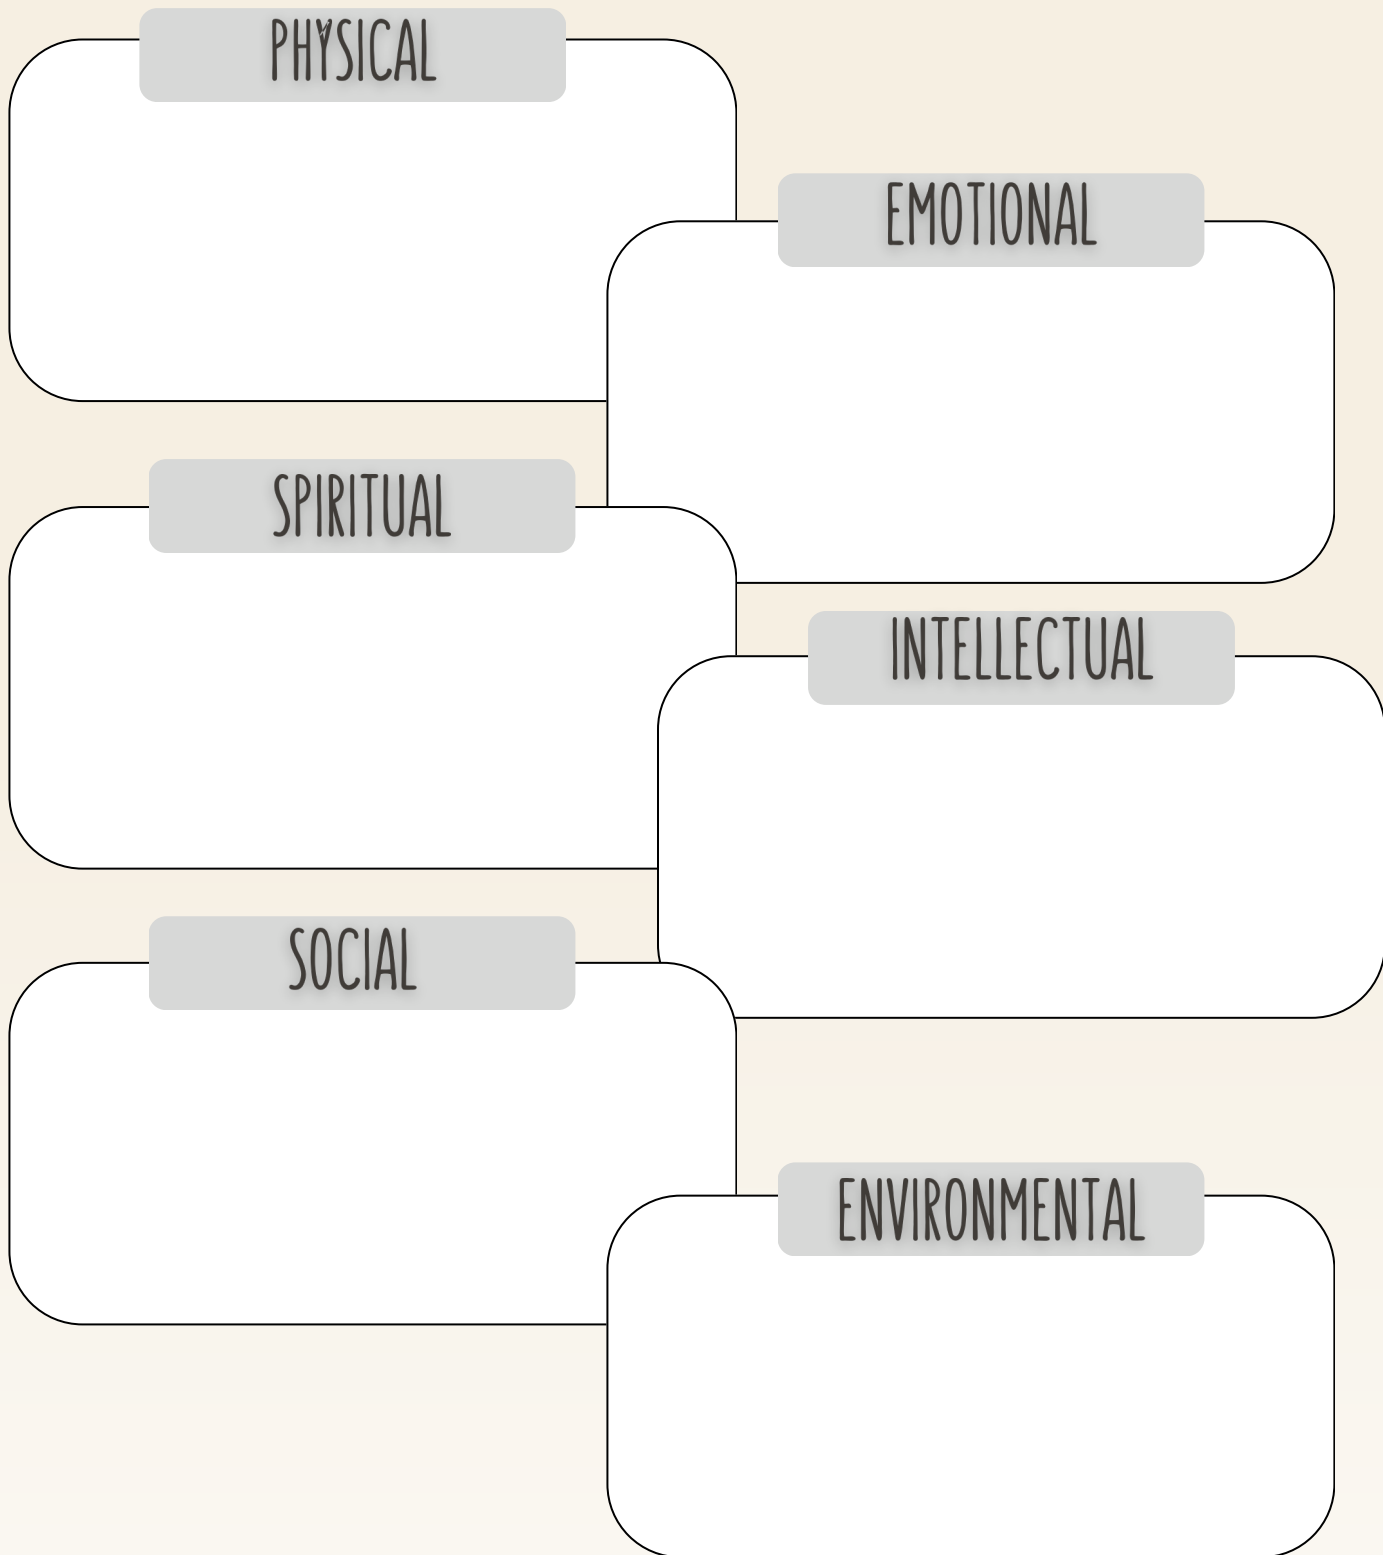 PHYSICAL
EMOTIONAL
SPIRITUAL
INTELLECTUAL
SOCIAL
ENVIRONMENTAL